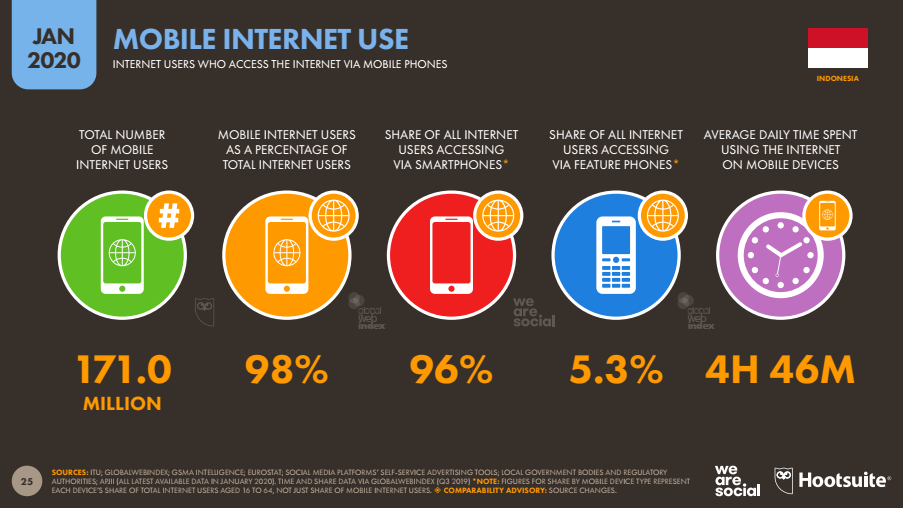 JAN
2020
MOBILE INTERNET USE
INTERNET USERS WHO ACCESS THE INTERNET VIA MOBILE PHONES
INDONESIA
TOTAL NUMBER
OF MOBILE
INTERNET USERS
MOBILE INTERNET USERS
AS A PERCENTAGE OF
TOTAL INTERNET USERS
SHARE OF ALL INTERNET
USERS ACCESSING
VIA SMARTPHONES*
SHARE OF ALL INTERNET
USERS ACCESSING
VIA FEATURE PHONES*
AVERAGE DAILY TIME SPENT
USING THE INTERNET
ON MOBILE DEVICES
#
global
web
index
we
are.
social
global
web
index
171.0
MILLION
98%
96%
5.3%
4H 46M
25
SOURCES: ITU; GLOBALWEBINDEX; GSMA INTELLIGENCE; EUROSTAT; SOCIAL MEDIA PLATFORMS' SELF-SERVICE ADVERTISING TOOLS; LOCAL GOVERNMENT BODIES AND REGULATORY
AUTHORITIES; APJII (ALL LATEST AVAILABLE DATA IN JANUARY 2020). TIME AND SHARE DATA VIA GLOBALWEBINDEX (Q3 2019) *NOTE: FIGURES FOR SHARE BY MOBILE DEVICE TYPE REPRESENT
EACH DEVICE'S SHARE OF TOTAL INTERNET USERS AGED 16 TO 64, NOT JUST SHARE OF MOBILE INTERNET USERS. COMPARABILITY ADVISORY: SOURCE CHANGES.
we
are.
social
Hootsuite®